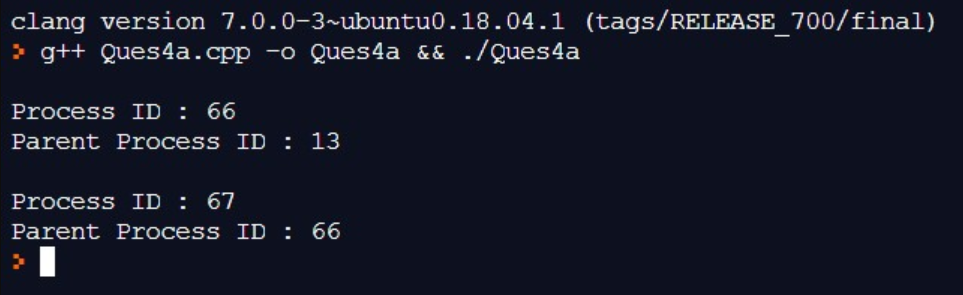 clang version 7.0.0-3~ubuntu0.18.04.1 (tags/RELEASE_700/final)
> g++ Ques4a.cpp -o Ques4a && ./Ques4a
Process ID : 66
Parent Process ID : 13
Process ID : 67
Parent Process ID : 66
>